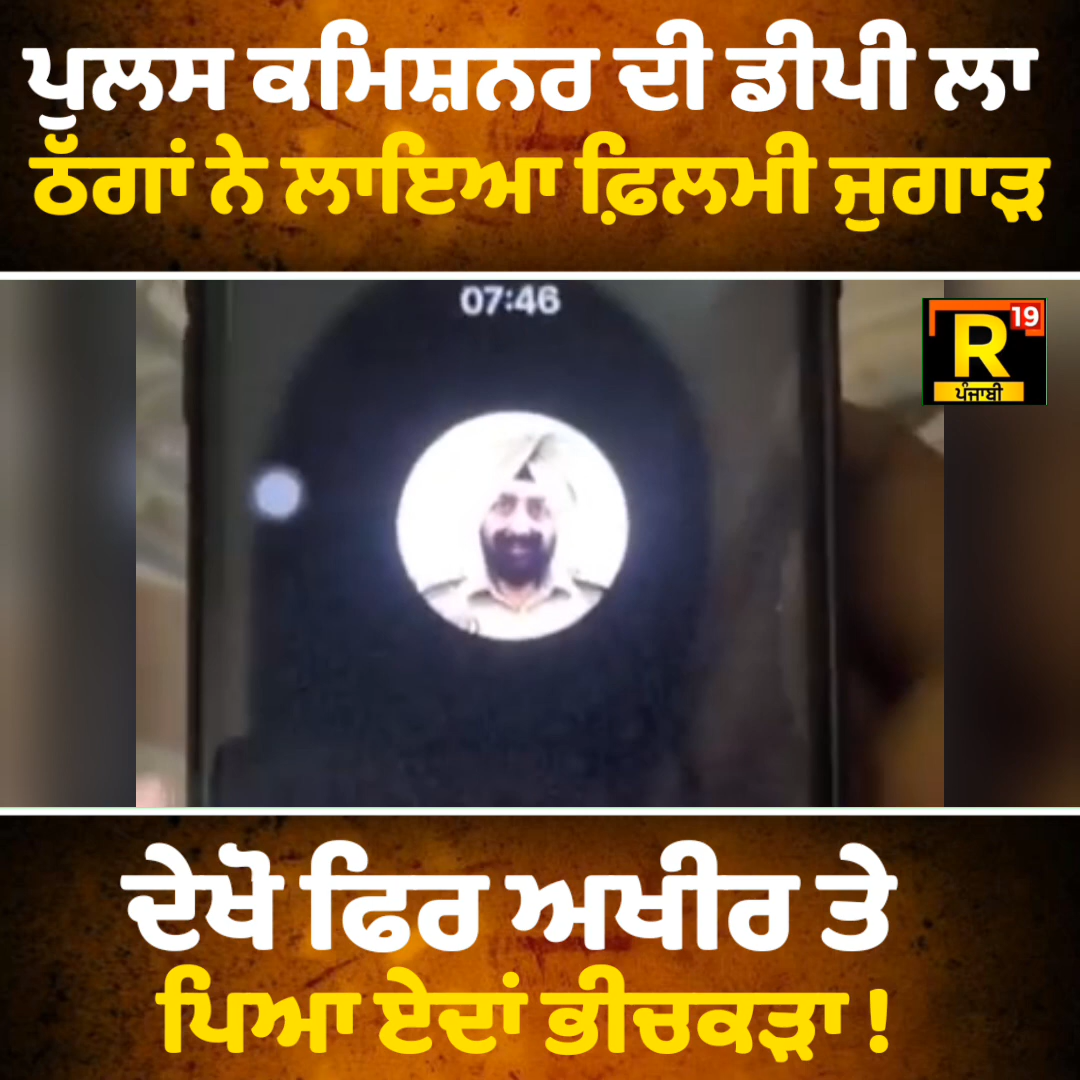 ਪੁਲਸ ਕਮਿਸ਼ਨਰ ਦੀ ਡੀਪੀ ਲਾ
ਠੱਗਾਂ ਨੇ ਲਾਇਆ ਫ਼ਿਲਮੀ ਜੁਗਾੜ
07:46
R 19
ਪੰਜਾਬੀ
ਦੇਖੋ ਫਿਰ ਅਖੀਰ ਤੇ
ਪਿਆ ਏਦਾਂ ਭੀਚਕੜਾ !